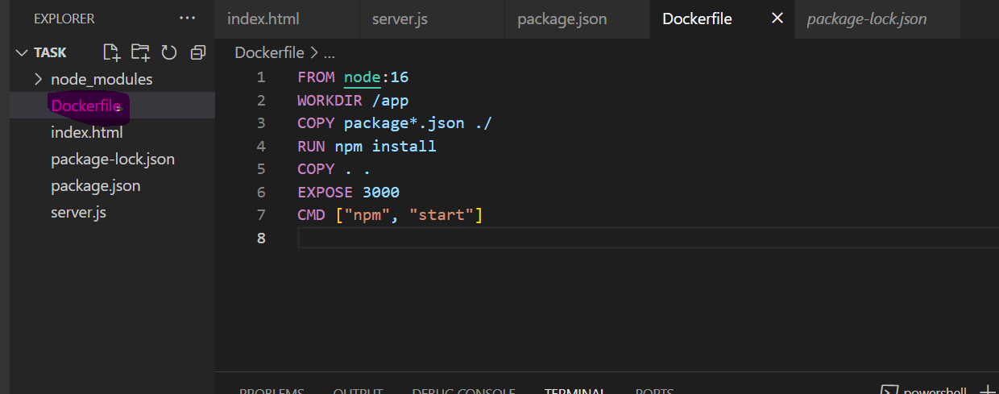 EXPLORER ...
index.html server.js package.json Dockerfile package-lock.json
TASK
Dockerfile > ...
node_modules
Dockerfile
index.html
package-lock.json
package.json
server.js
1 FROM node:16
2 WORKDIR /app
3 COPY package*.json ./
4 RUN npm install
5 COPY . .
6 EXPOSE 3000
7 CMD ["npm", "start"]
8
PROBLEMS OUTPUT DEBUG CONSOLE TERMINAL PORTS powershell